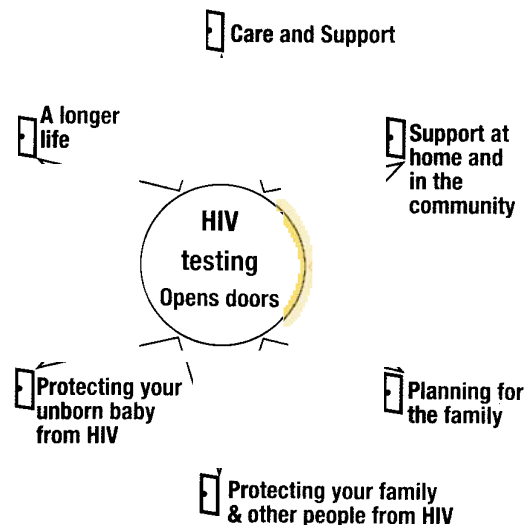 Care and Support
A longer
life
Support at
home and
in the
community
HIV
testing
Opens doors
Protecting your
unborn baby
from HIV
Planning for
the family
Protecting your family
& other people from HIV